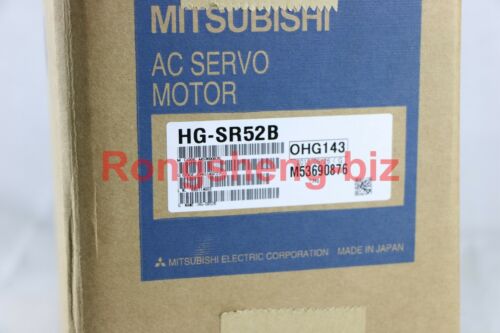 MITSUBISHI
AC SERVO
MOTOR
HG-SR52B
OHG143
Rongsheng biz
M53690876
MITSUBISHI ELECTRIC CORPORATION MADE IN JAPAN